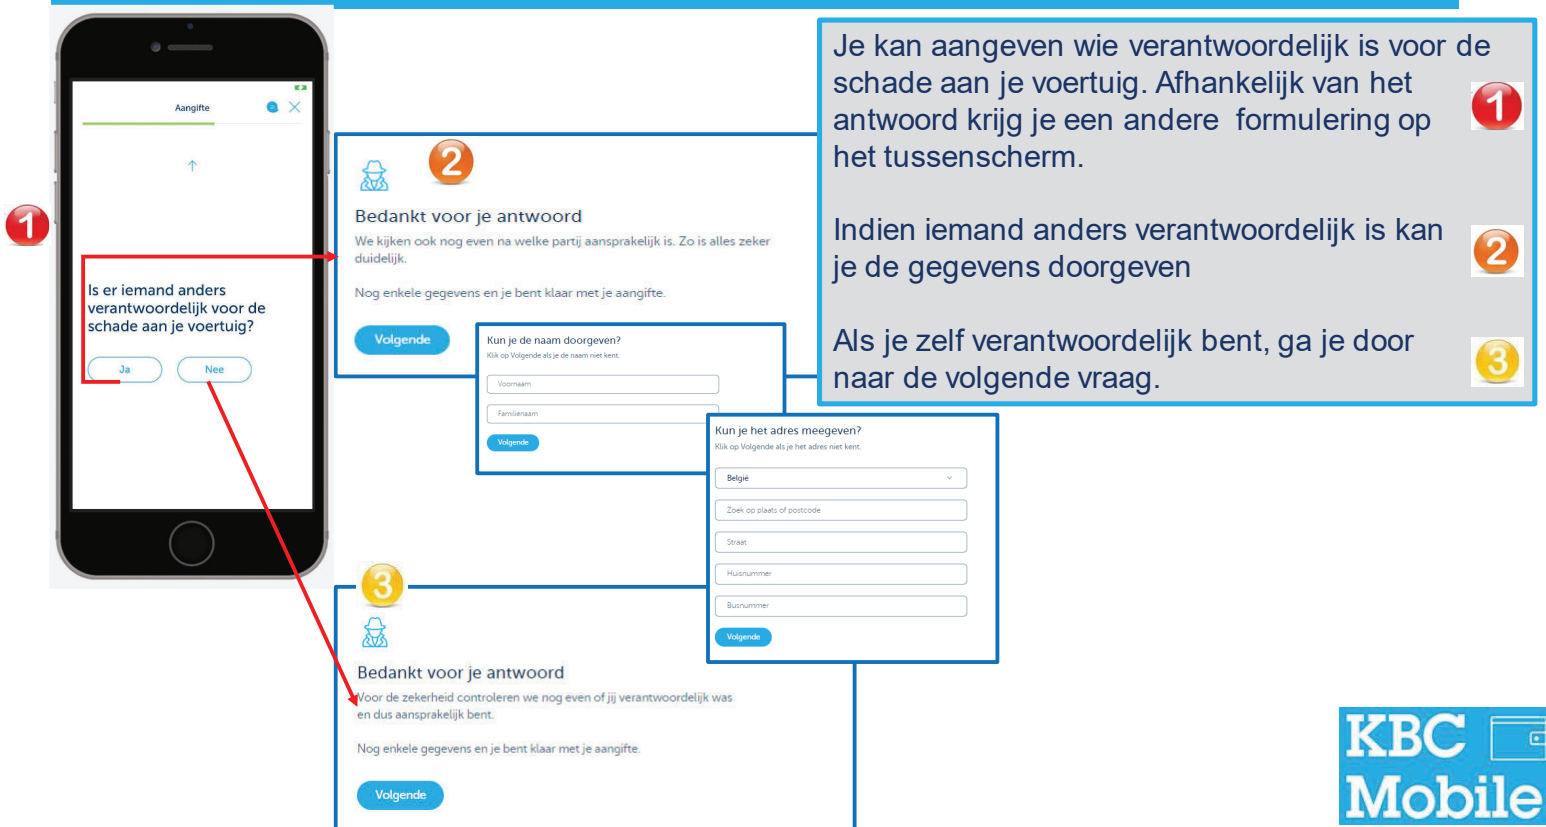 Aangifte
1
Is er iemand anders
verantwoordelijk voor de
schade aan je voertuig?
Ja
Nee
2
Bedankt voor je antwoord
We kijken ook nog even na welke partij aansprakelijk is. Zo is alles zeker
duidelijk.
Nog enkele gegevens en je bent klaar met je aangifte.
Volgende
Kun je de naam doorgeven?
Klik op Volgende als je de naam niet kent.
Voornaam
Familienaam
Volgende
Kun je het adres meegeven?
Klik op Volgende als je het adres niet kent.
België
Zoek op plaats of postcode
Straat
Huisnummer
Busnummer
Volgende
3
Bedankt voor je antwoord
Voor de zekerheid controleren we nog even of jij verantwoordelijk was
en dus aansprakelijk bent.
Nog enkele gegevens en je bent klaar met je aangifte.
Volgende
Je kan aangeven wie verantwoordelijk is voor de
schade aan je voertuig. Afhankelijk van het
antwoord krijg je een andere formulering op
het tussenscherm.
1
Indien iemand anders verantwoordelijk is kan
je de gegevens doorgeven
2
Als je zelf verantwoordelijk bent, ga je door
naar de volgende vraag.
3
KBC
Mobile